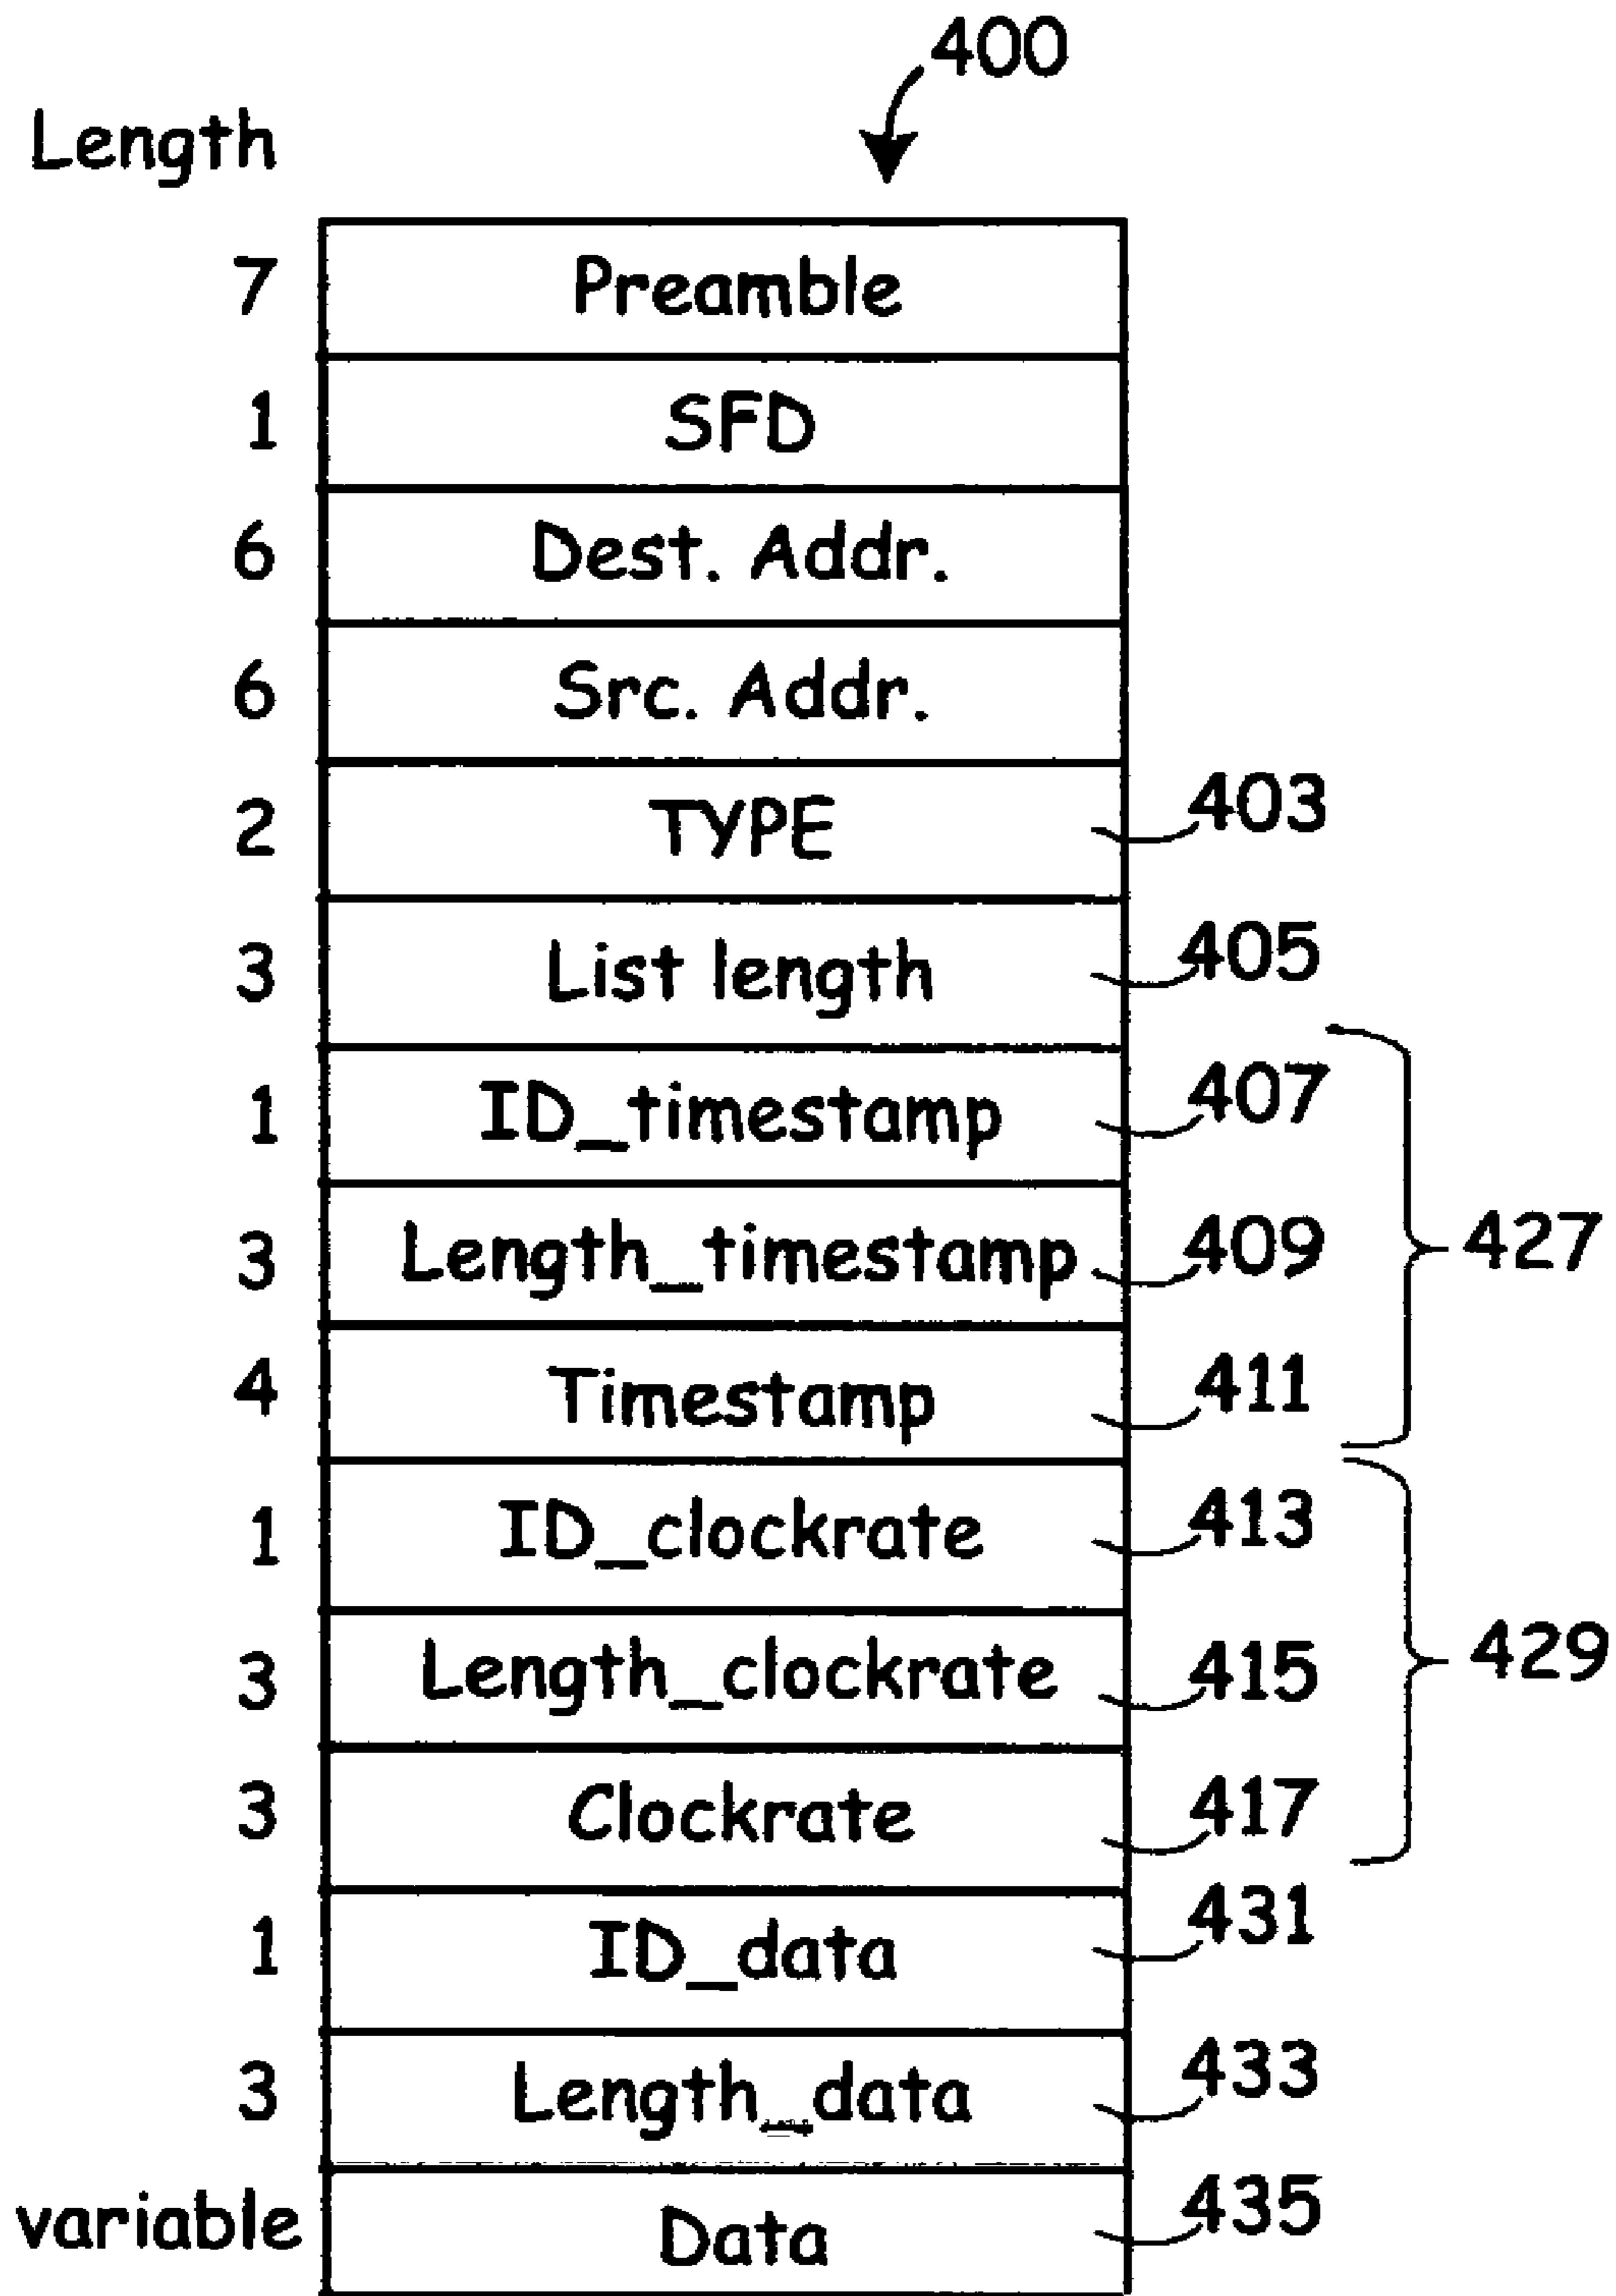 400
Length
7 Preamble
1 SFD
6 Dest. Addr.
6 Src. Addr.
2 TYPE 403
3 List length 405
1 ID_timestamp 407
3 Length_timestamp 409 427
4 Timestamp 411
1 ID_clockrate 413
3 Length_clockrate 415 429
3 Clockrate 417
1 ID_data 431
3 Length_data 433
variable Data 435